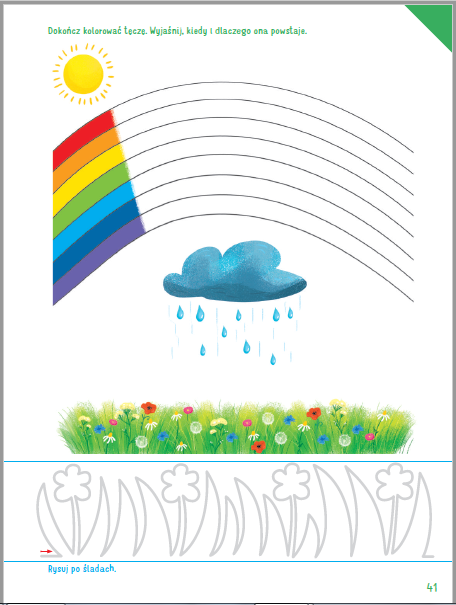 Dokończ kolorować tęczę. Wyjaśnij, kiedy i dlaczego ona powstaje.
Rysuj po śladach.
41